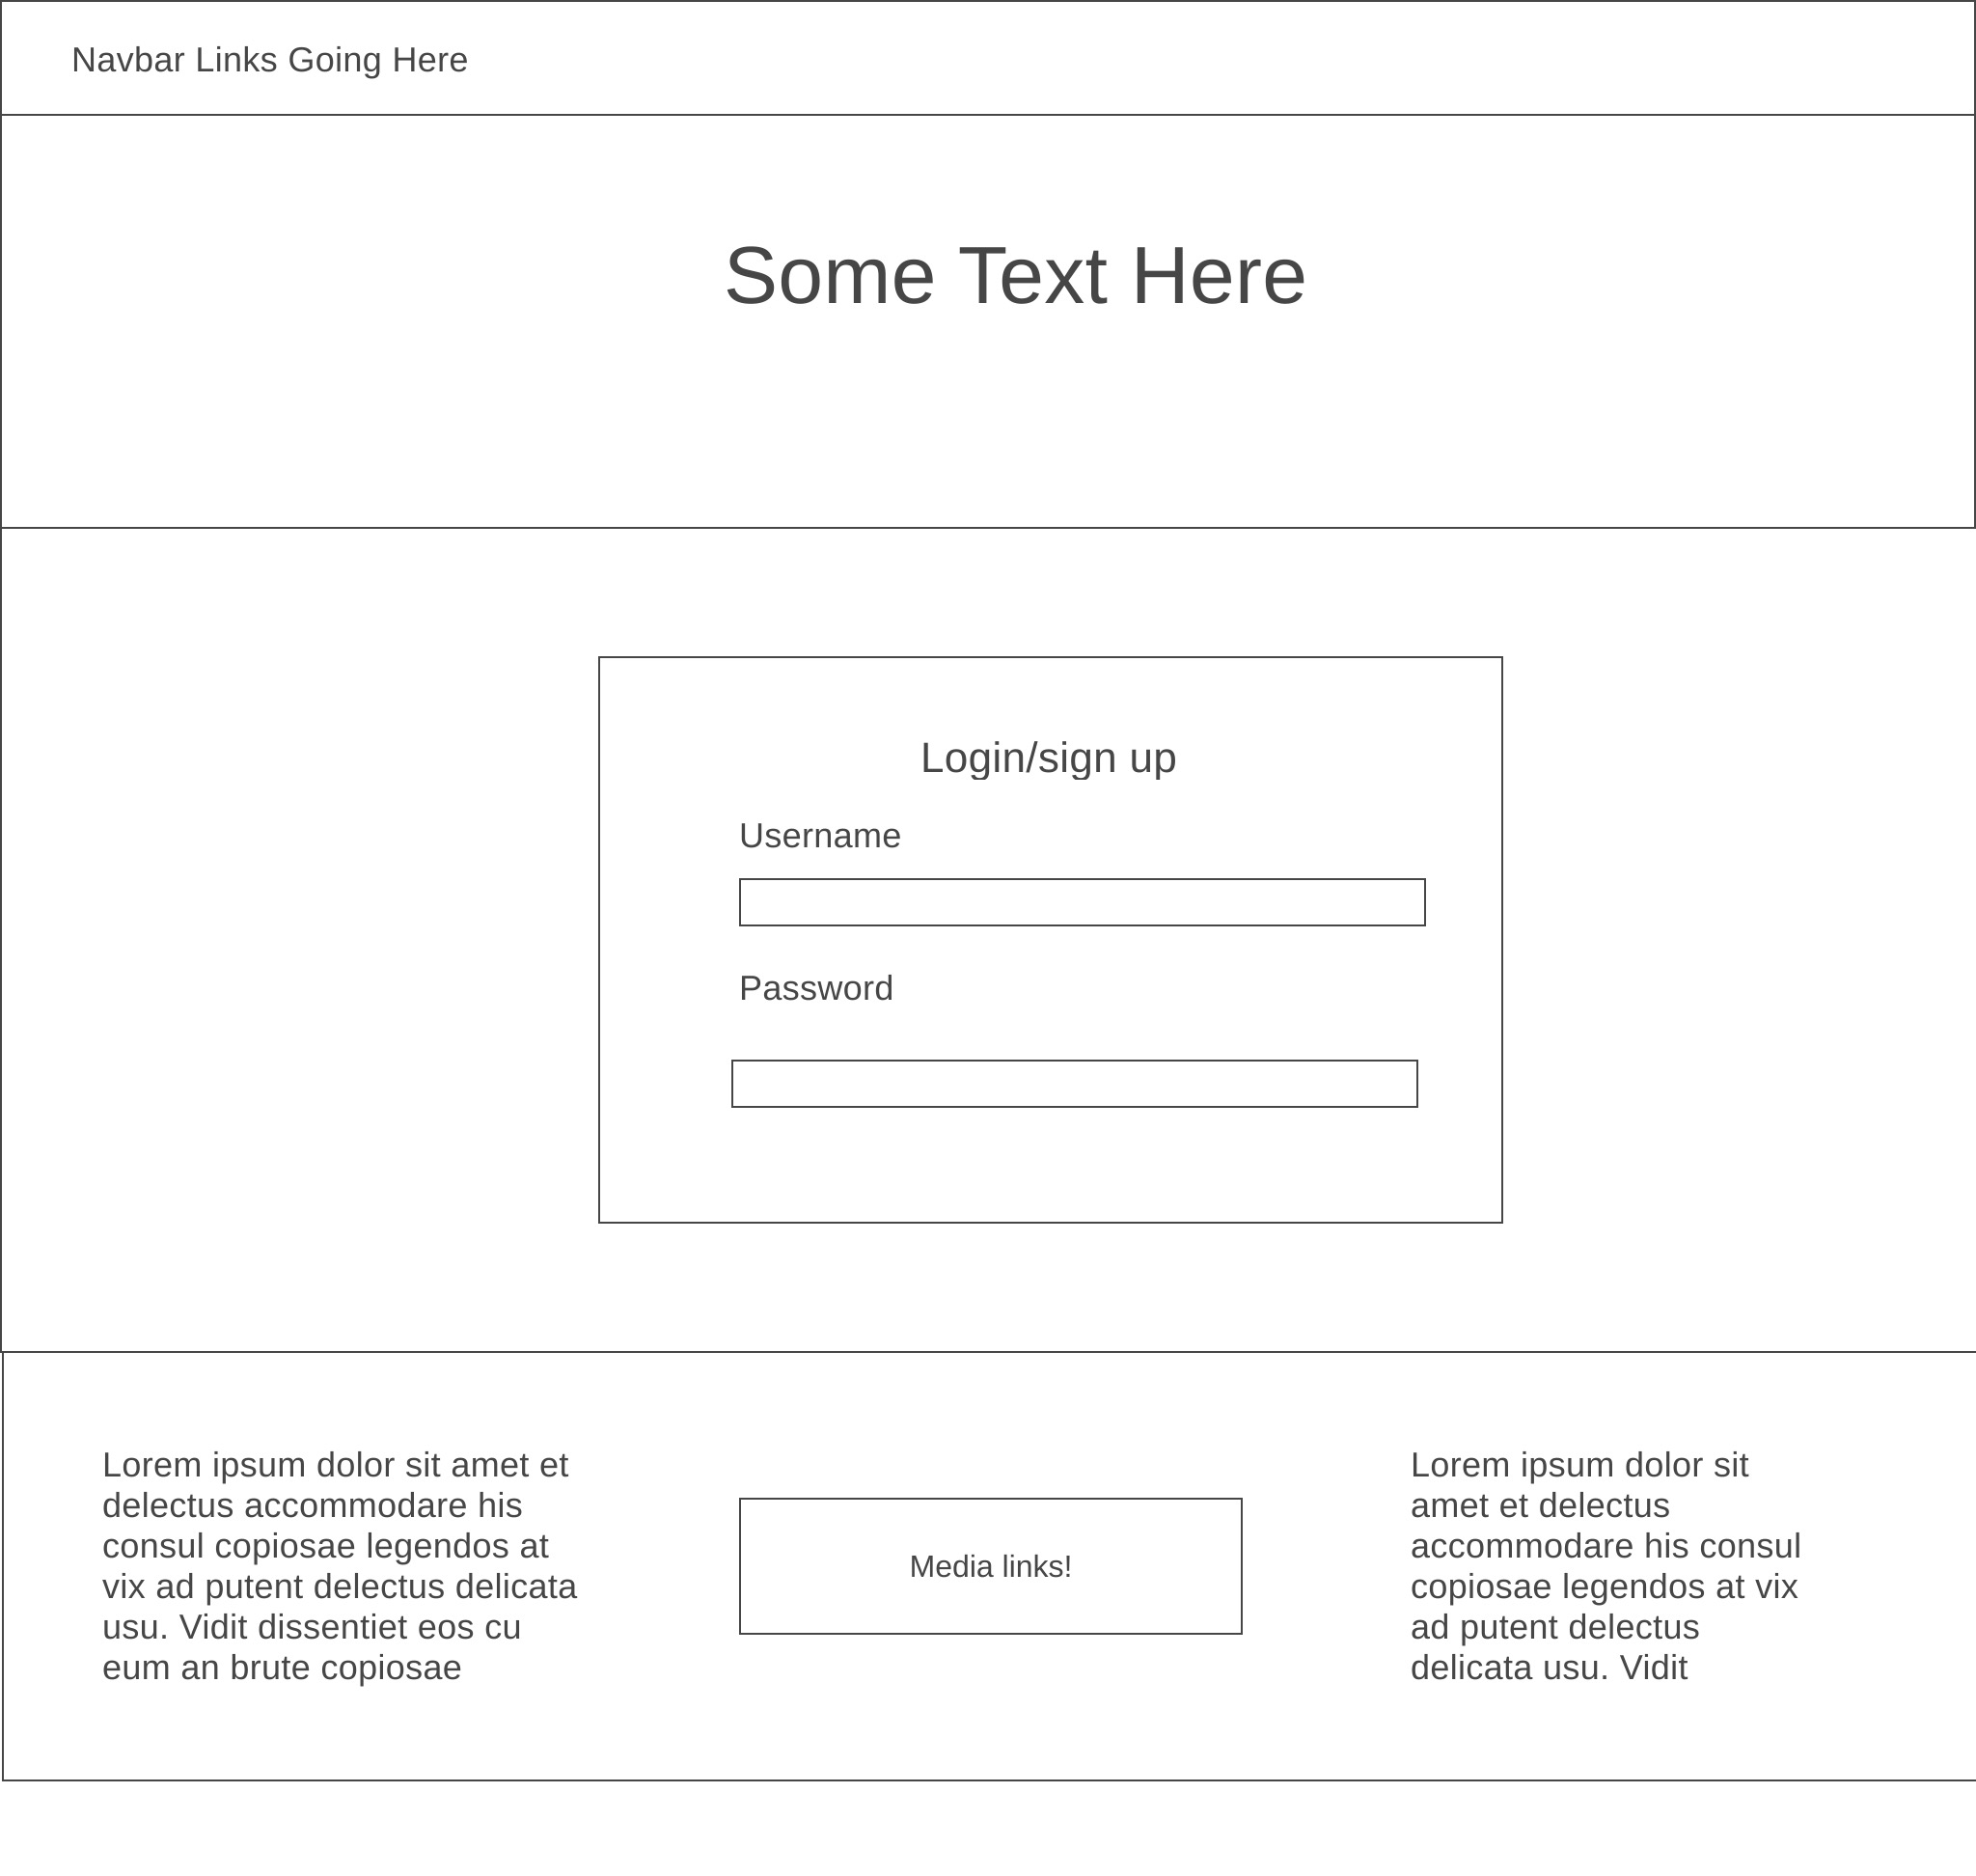 Navbar Links Going Here
Some Text Here
Login/sign up
Username
Password
Lorem ipsum dolor sit amet et
delectus accommodare his
consul copiosae legendos at
vix ad putent delectus delicata
usu. Vidit dissentiet eos cu
eum an brute copiosae
Media links!
Lorem ipsum dolor sit
amet et delectus
accommodare his consul
copiosae legendos at vix
ad putent delectus
delicata usu. Vidit